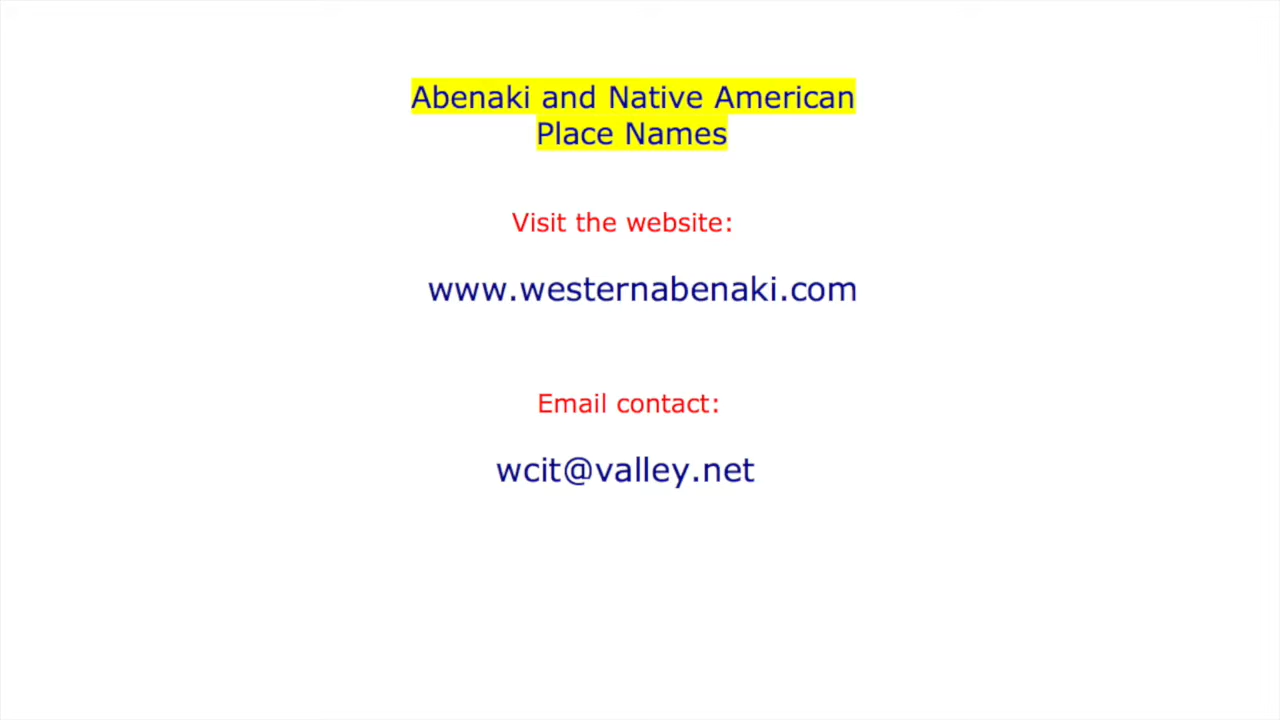 Abenaki and Native American
Place Names
Visit the website:
www.westernabenaki.com
Email contact:
wcit@valley.net